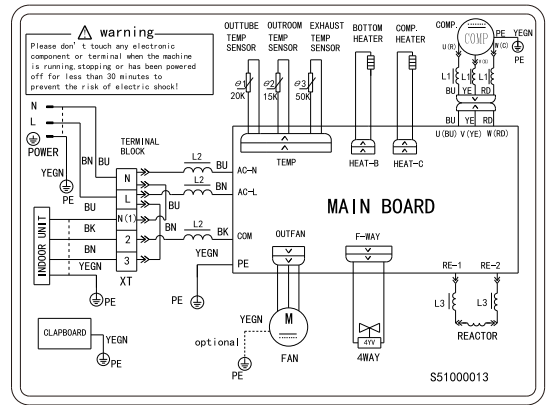 warning
Please don't touch any electronic
component or terminal when the machine
is running,stopping or has been powered
off for less than 30 minutes to
prevent the risk of electric shock!
OUTTUBE
TEMP
SENSOR
OUTROOM
TEMP
SENSOR
EXHAUST
TEMP
SENSOR
BOTTOM
HEATER
COMP.
HEATER
COMP.
COMP
U(R)
W(C)
V(S)
PE
YEGN
PE
θ1
20K
θ2
15K
θ3
50K
L1
L1
L1
BU
YE
RD
BU
YE
RD
U(BU) V(YE) W(RD)
TEMP
HEAT-B
HEAT-C
N
L
POWER
YEGN
PE
BN
BU
BU
TERMINAL
BLOCK
N
L
N(1)
2
3
XT
L2
BU
AC-N
L2
BN
AC-L
BU
BN
L2
BK
COM
YEGN
PE
PE
MAIN BOARD
INDOOR UNIT
BU
BK
BN
YEGN
PE
CLAPBOARD
YEGN
PE
OUTFAN
M
FAN
YEGN
optional
PE
F-WAY
4YV
4WAY
RE-1
RE-2
L3
L3
REACTOR
S51000013